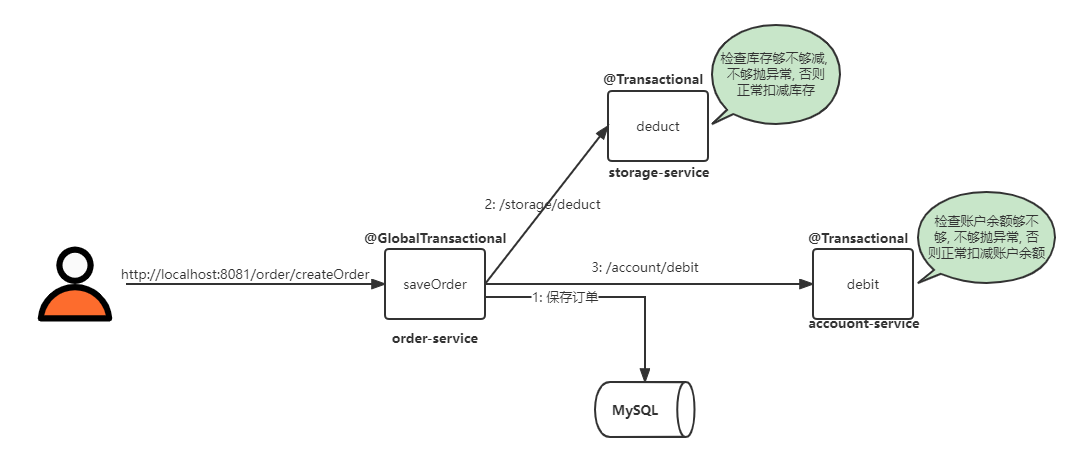 检查库存够不够减,
不够抛异常, 否则
正常扣减库存
@Transactional
deduct
storage-service
2: /storage/deduct
检查账户余额够不
够, 不够抛异常, 否
则正常扣减账户余额
@GlobalTransactional
@Transactional
http://localhost:8081/order/createOrder
saveOrder
3: /account/debit
debit
1: 保存订单
order-service
accouont-service
MySQL